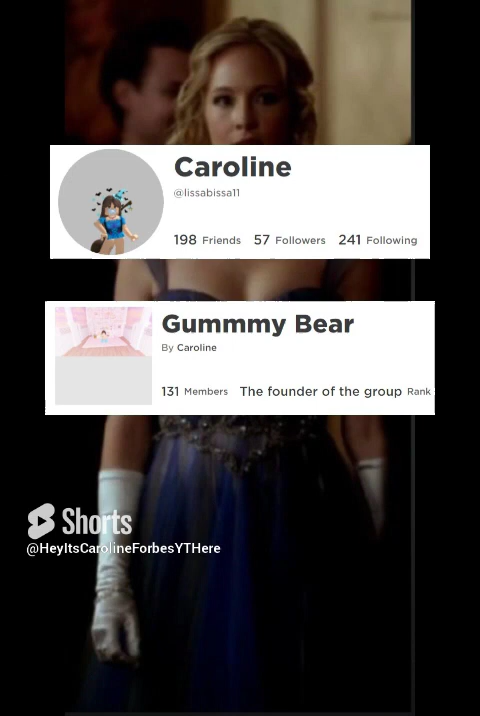 Caroline
@lissabissa11
198 Friends 57 Followers 241 Following
Gummmy Bear
By Caroline
131 Members The founder of the group Rank
Shorts
@HeyItsCarolineForbesYTHere